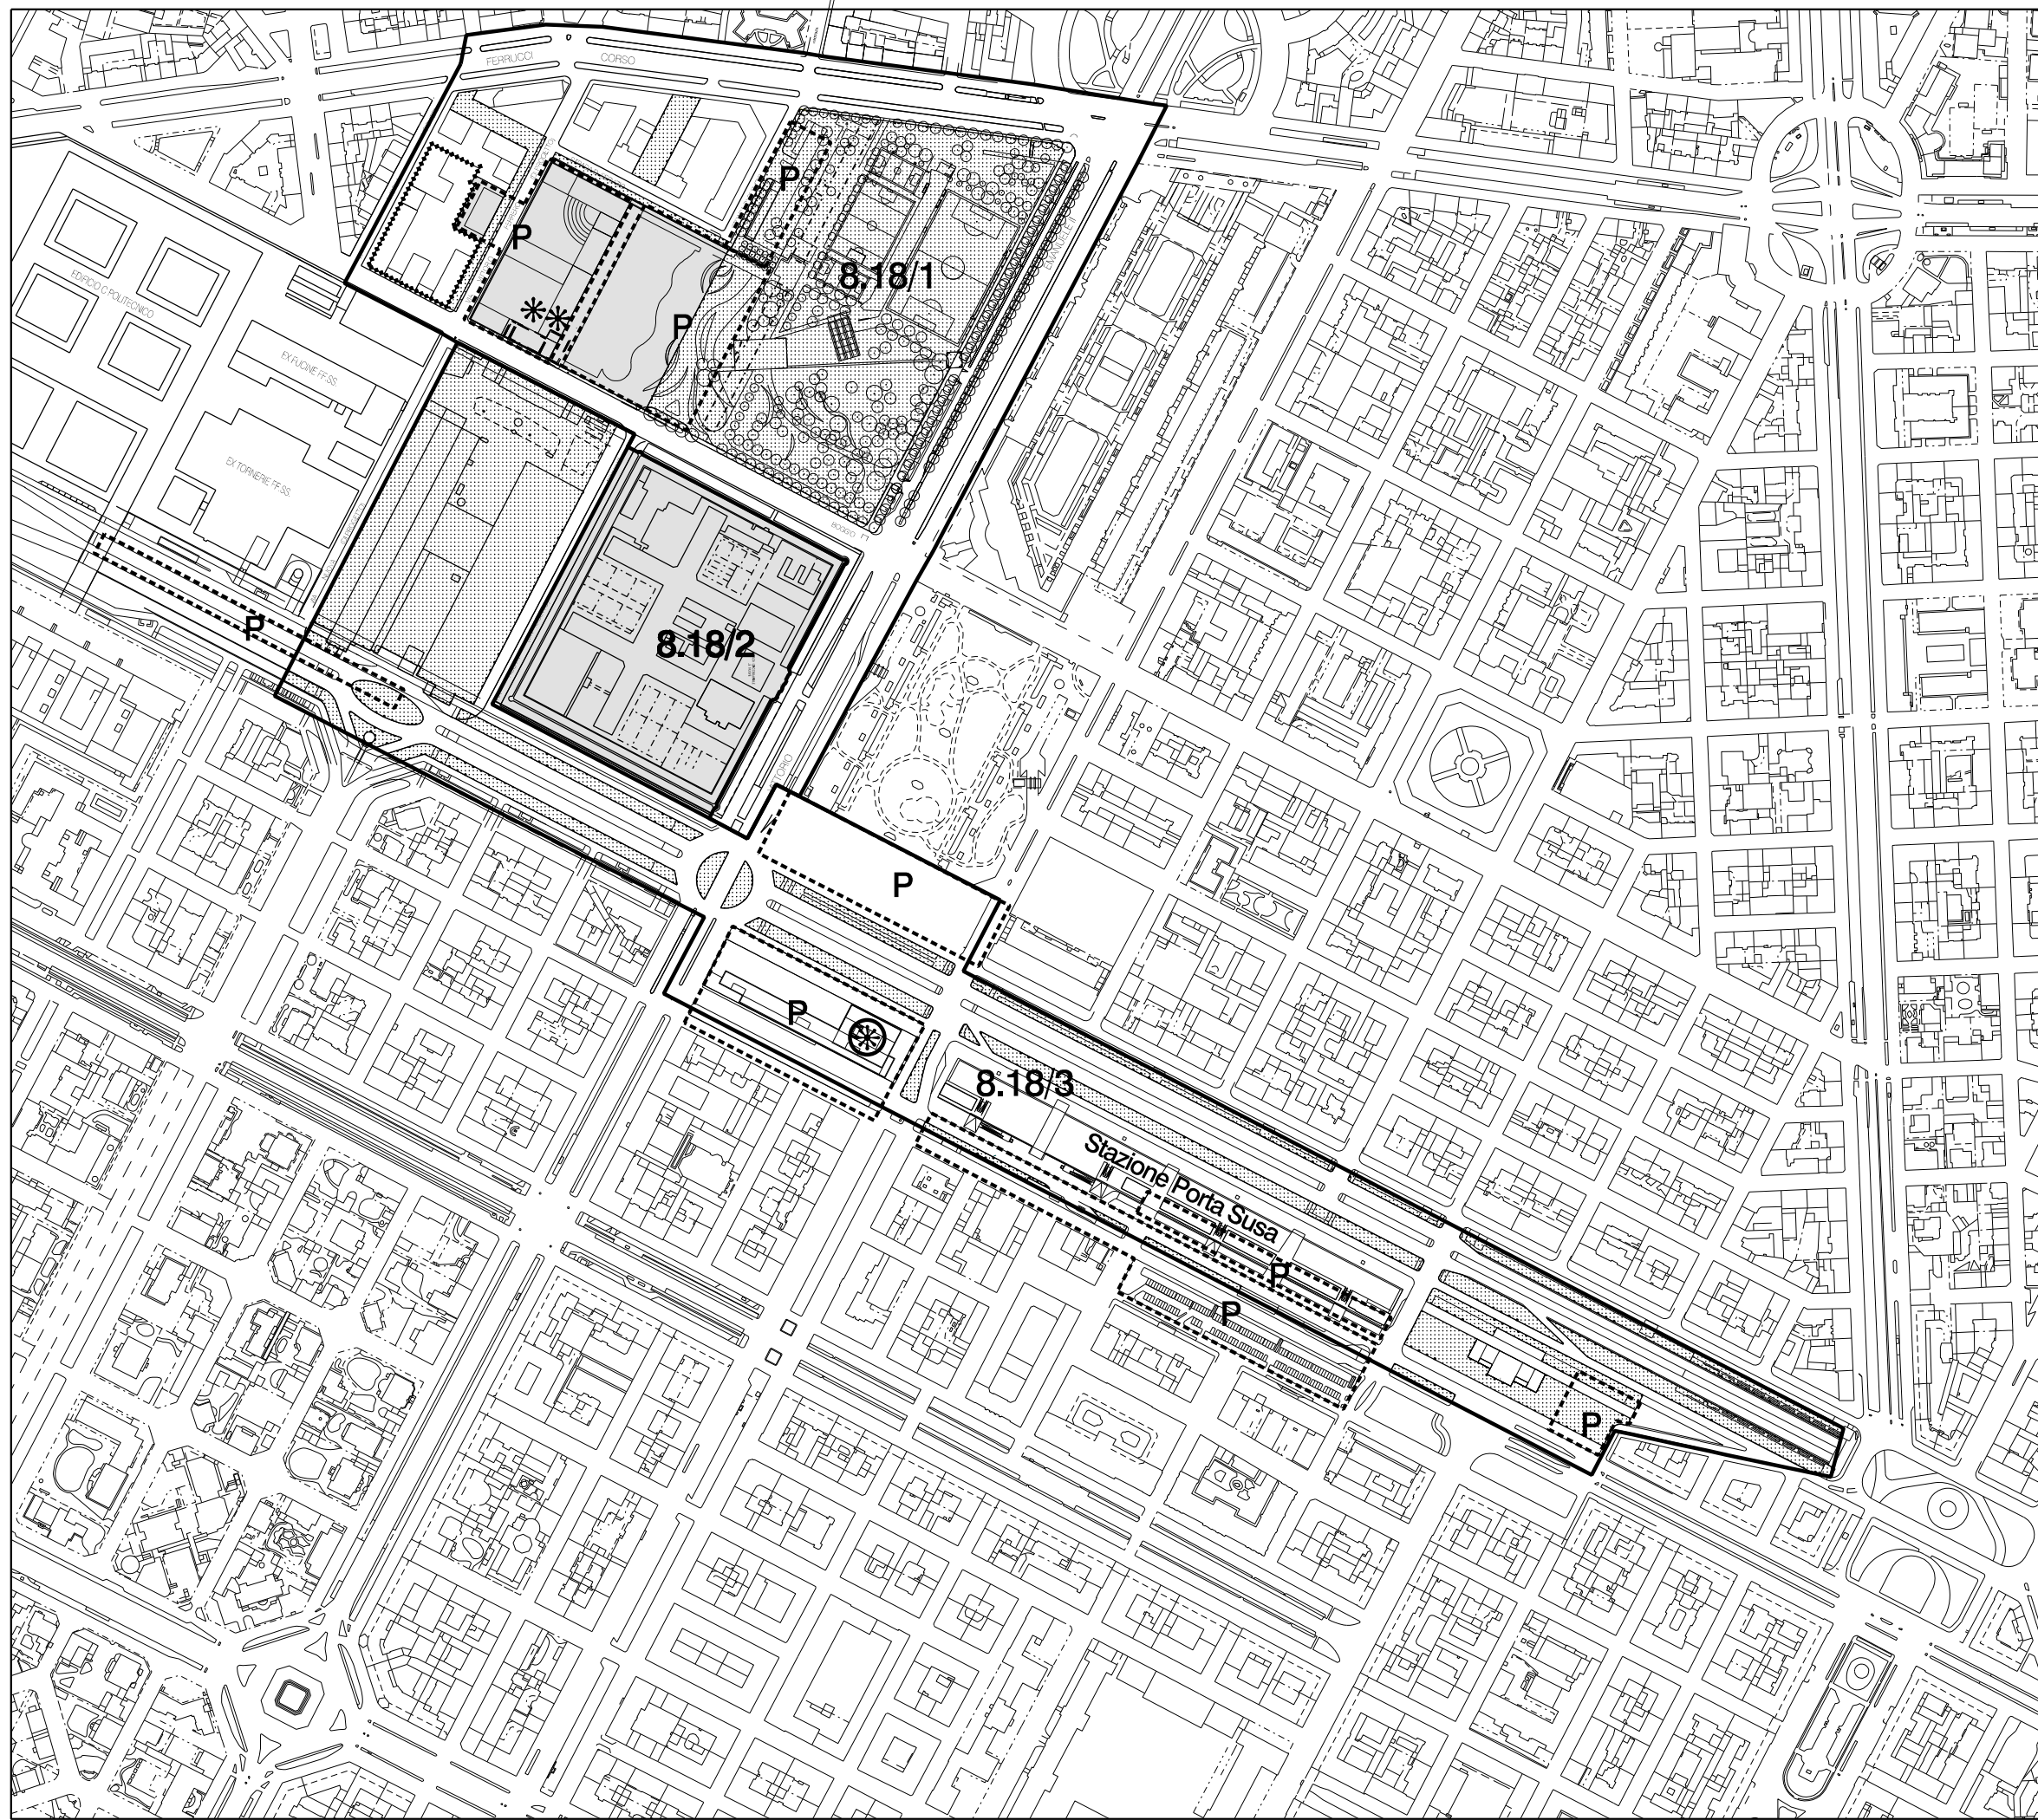 FERRUCCI
CORSO
P
P
8.18/1
EDIFICIO C POLITECNICO
P
EX FUCINE FF.SS.
EX TORNERIE FF.SS.
BOGGIO
P
8.18/2
P
P
8.18/3
Stazione Porta Susa
P
P
P